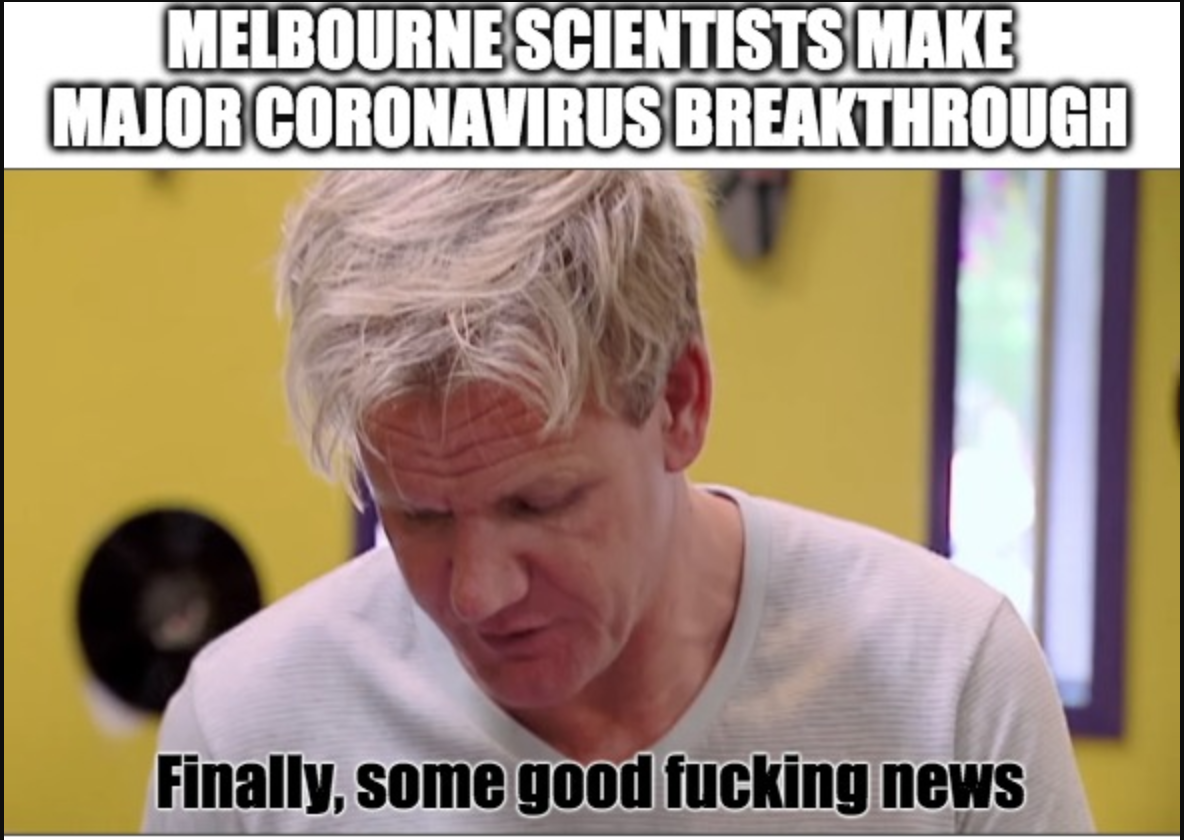 MELBOURNE SCIENTISTS MAKE
MAJOR CORONAVIRUS BREAKTHROUGH
Finally, some good fucking news